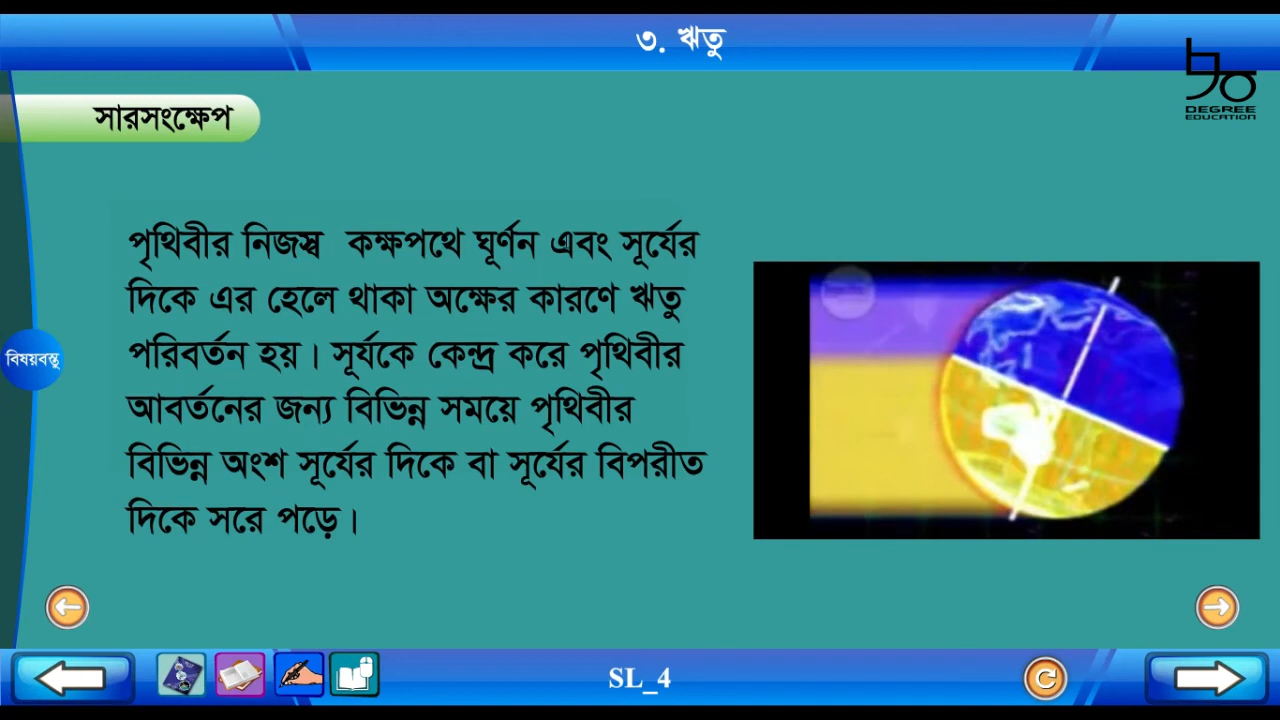 ৩. ঋতু
১০
DEGREE
EDUCATION
সারসংক্ষেপ
পৃথিবীর নিজস্ব কক্ষপথে ঘূর্ণন এবং সূর্যের
দিকে এর হেলে থাকা অক্ষের কারণে ঋতু
পরিবর্তন হয়। সূর্যকে কেন্দ্র করে পৃথিবীর
আবর্তনের জন্য বিভিন্ন সময়ে পৃথিবীর
বিভিন্ন অংশ সূর্যের দিকে বা সূর্যের বিপরীত
দিকে সরে পড়ে।
বিষয়বস্তু
SL_4